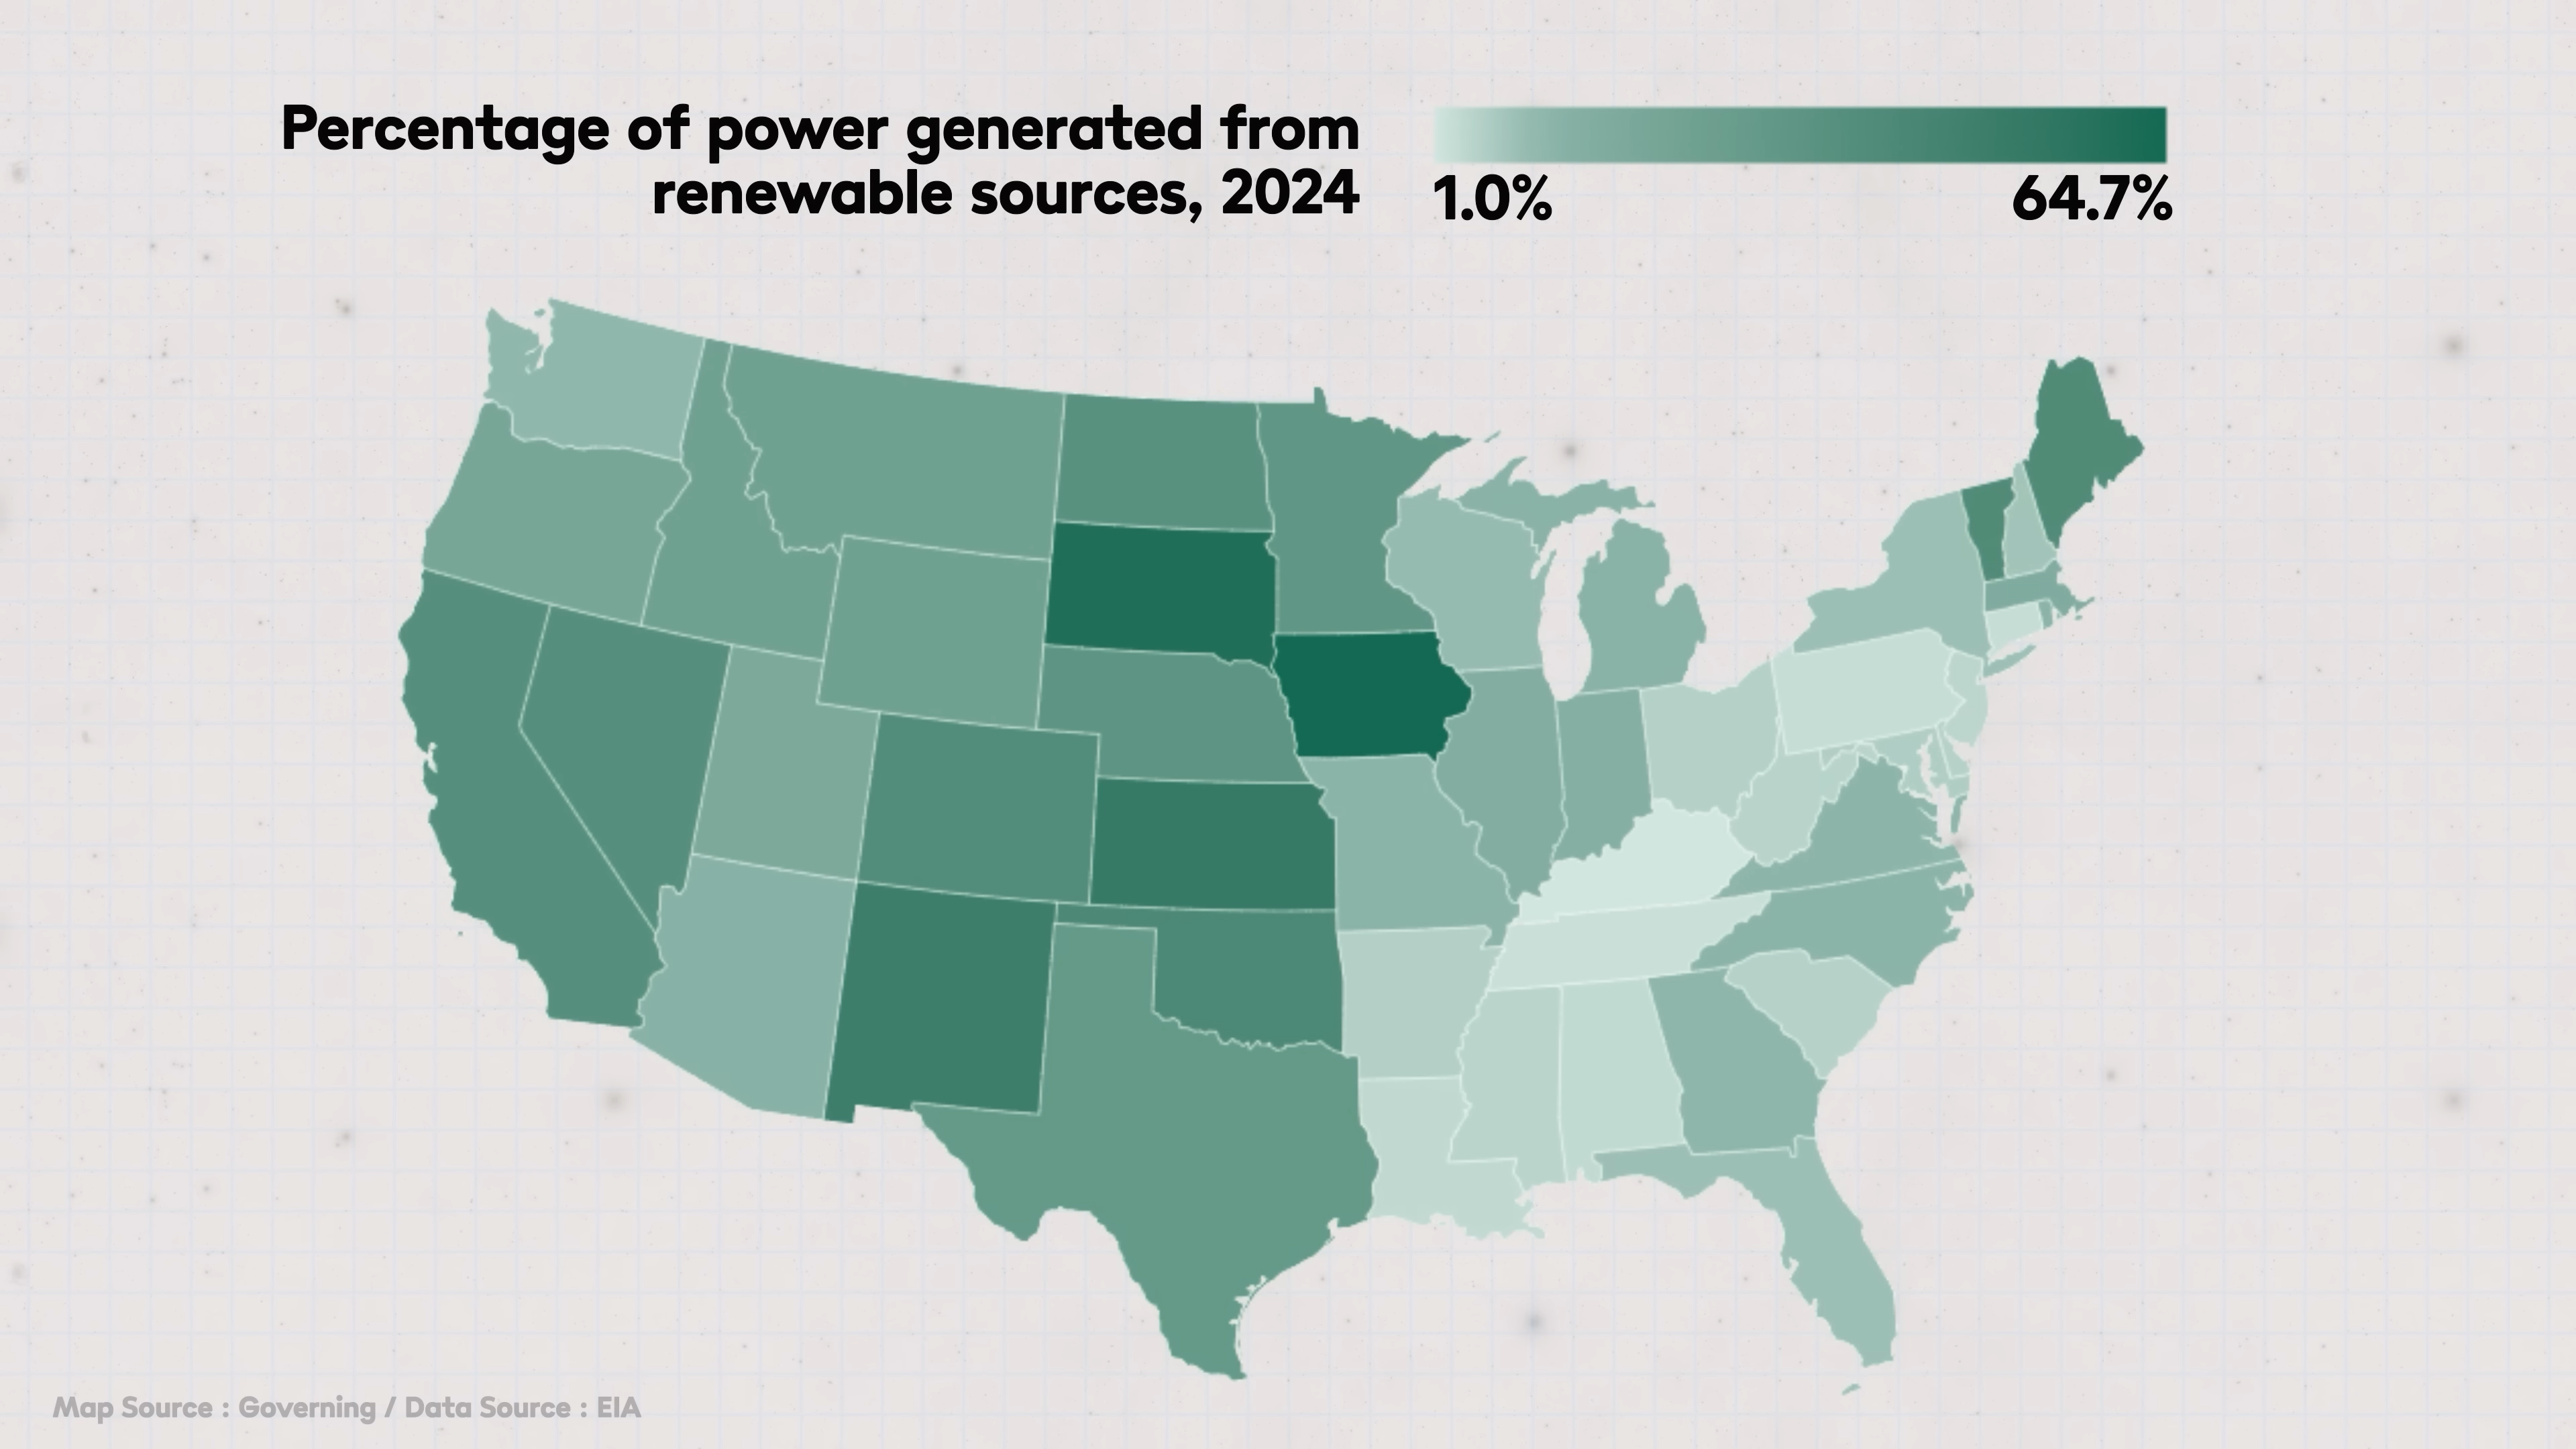 Percentage of power generated from
renewable sources, 2024
1.0%
64.7%
Map Source : Governing / Data Source : EIA